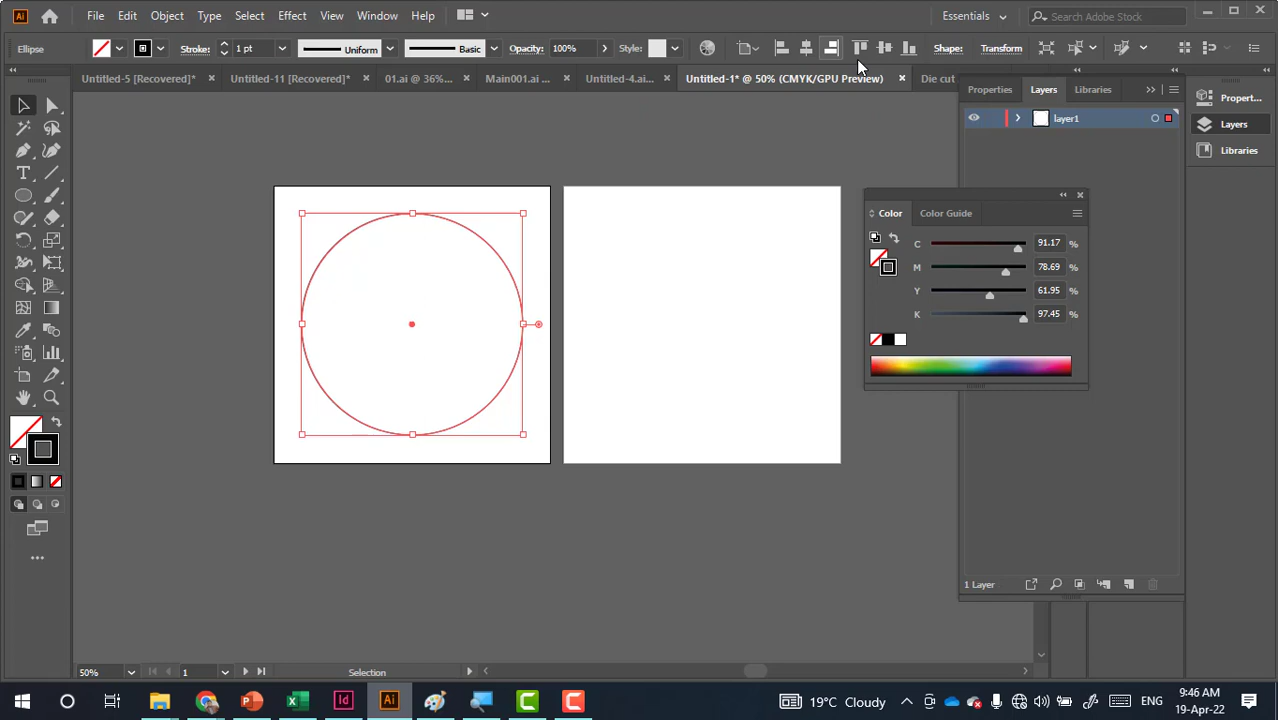 Ai File Edit Object Type Select Effect View Window Help Essentials Search Adobe Stock
Ellipse Stroke: 1 pt Uniform Basic Opacity: 100% Style: Shape: Transform
Untitled-5 [Recovered]* × Untitled-11 [Recovered]* × 01.ai @ 36%... × Main001.ai ... × Untitled-4.ai... × Untitled-1* @ 50% (CMYK/GPU Preview) × Die cut
Properties Layers Libraries
layer1
Propert...
Layers
Libraries
Color Color Guide
C 91.17 %
M 78.69 %
Y 61.95 %
K 97.45 %
1 Layer
50% 1 Selection
P X Id Ai C C 19°C Cloudy ENG
9:46 AM
19-Apr-22